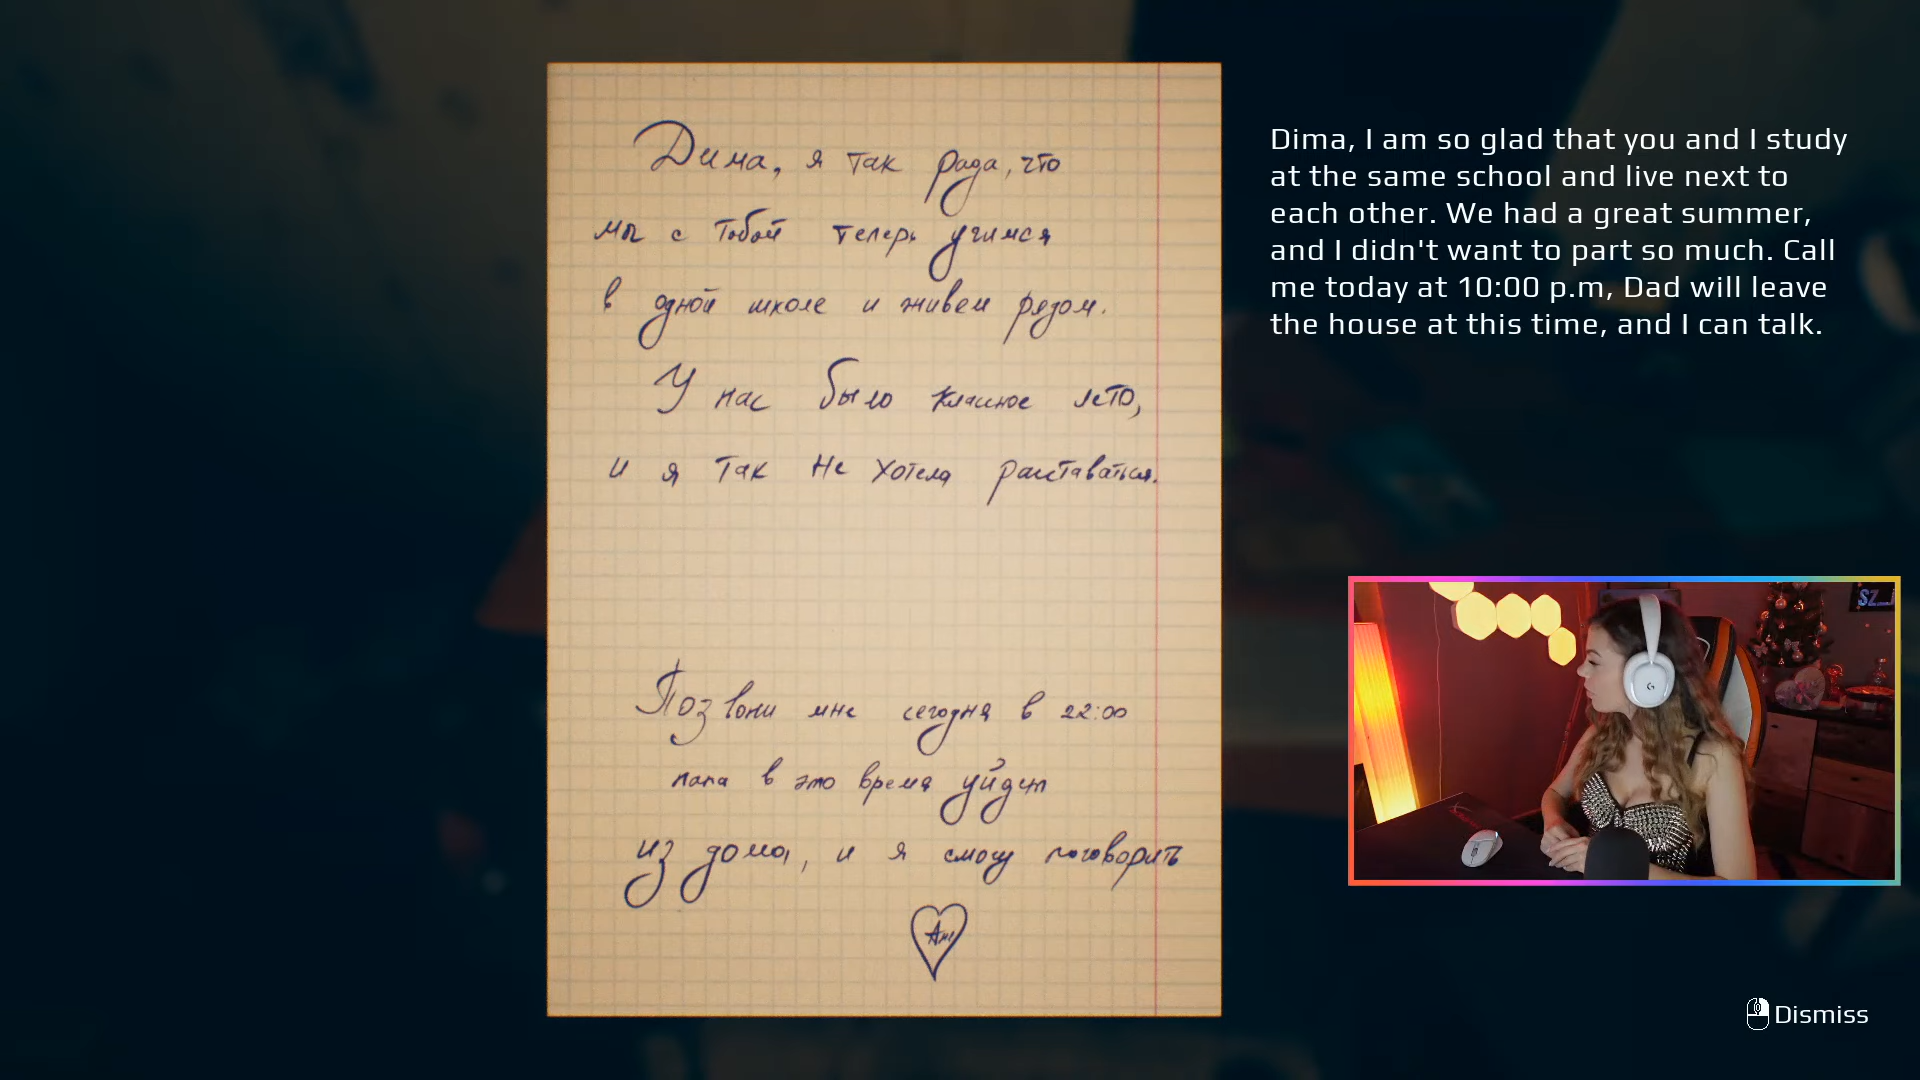 Дима, я так рада, что
мы с тобой теперь учимся
в одной школе и живем рядом.
У нас было классное лето,
и я так не хотела расставаться.
Позвони мне сегодня в 22:00
папа в это время уйдет
из дома, и я смогу поговорить
Аня
Dima, I am so glad that you and I study
at the same school and live next to
each other. We had a great summer,
and I didn't want to part so much. Call
me today at 10:00 p.m, Dad will leave
the house at this time, and I can talk.
SZ_
Dismiss